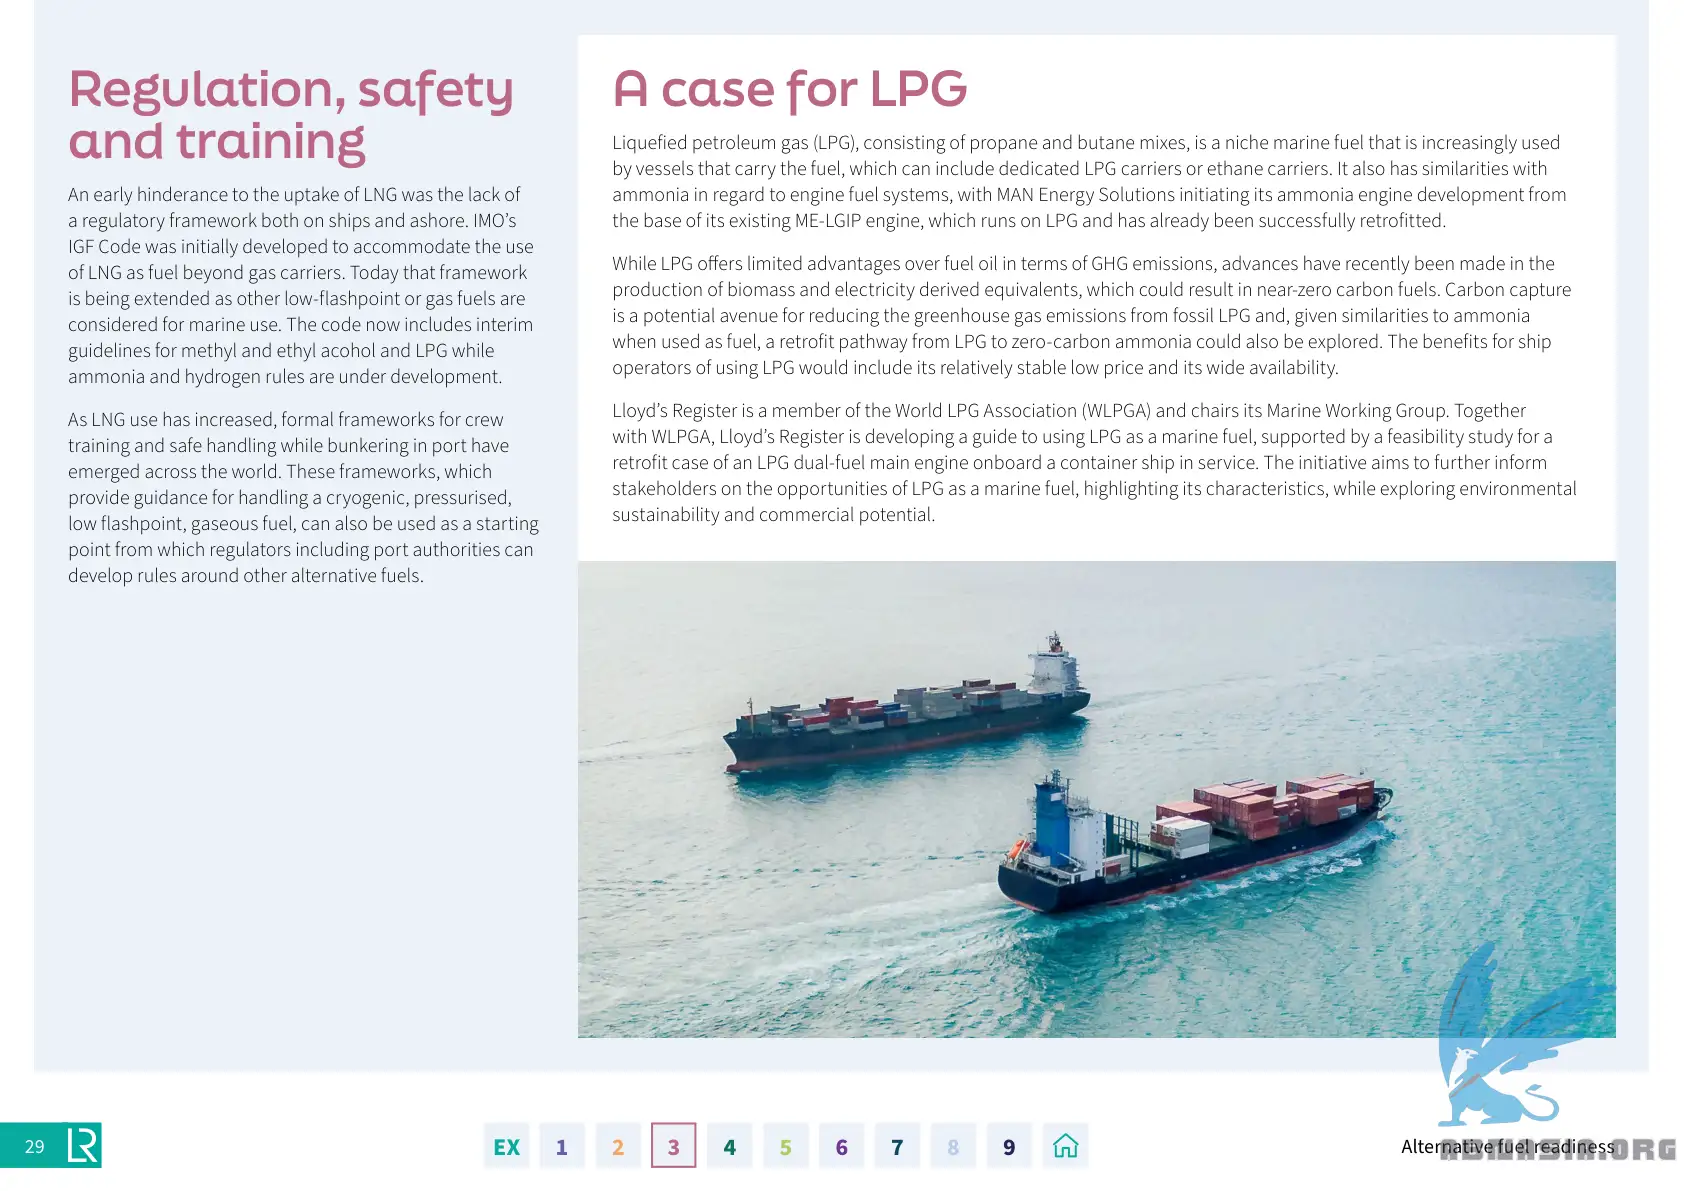 Regulation, safety
and training
An early hinderance to the uptake of LNG was the lack of
a regulatory framework both on ships and ashore. IMO’s
IGF Code was initially developed to accommodate the use
of LNG as fuel beyond gas carriers. Today that framework
is being extended as other low-flashpoint or gas fuels are
considered for marine use. The code now includes interim
guidelines for methyl and ethyl acohol and LPG while
ammonia and hydrogen rules are under development.
As LNG use has increased, formal frameworks for crew
training and safe handling while bunkering in port have
emerged across the world. These frameworks, which
provide guidance for handling a cryogenic, pressurised,
low flashpoint, gaseous fuel, can also be used as a starting
point from which regulators including port authorities can
develop rules around other alternative fuels.
A case for LPG
Liquefied petroleum gas (LPG), consisting of propane and butane mixes, is a niche marine fuel that is increasingly used
by vessels that carry the fuel, which can include dedicated LPG carriers or ethane carriers. It also has similarities with
ammonia in regard to engine fuel systems, with MAN Energy Solutions initiating its ammonia engine development from
the base of its existing ME-LGIP engine, which runs on LPG and has already been successfully retrofitted.
While LPG offers limited advantages over fuel oil in terms of GHG emissions, advances have recently been made in the
production of biomass and electricity derived equivalents, which could result in near-zero carbon fuels. Carbon capture
is a potential avenue for reducing the greenhouse gas emissions from fossil LPG and, given similarities to ammonia
when used as fuel, a retrofit pathway from LPG to zero-carbon ammonia could also be explored. The benefits for ship
operators of using LPG would include its relatively stable low price and its wide availability.
Lloyd’s Register is a member of the World LPG Association (WLPGA) and chairs its Marine Working Group. Together
with WLPGA, Lloyd’s Register is developing a guide to using LPG as a marine fuel, supported by a feasibility study for a
retrofit case of an LPG dual-fuel main engine onboard a container ship in service. The initiative aims to further inform
stakeholders on the opportunities of LPG as a marine fuel, highlighting its characteristics, while exploring environmental
sustainability and commercial potential.
29 LR
EX 1 2 3 4 5 6 7 8 9
Alternative fuel readiness